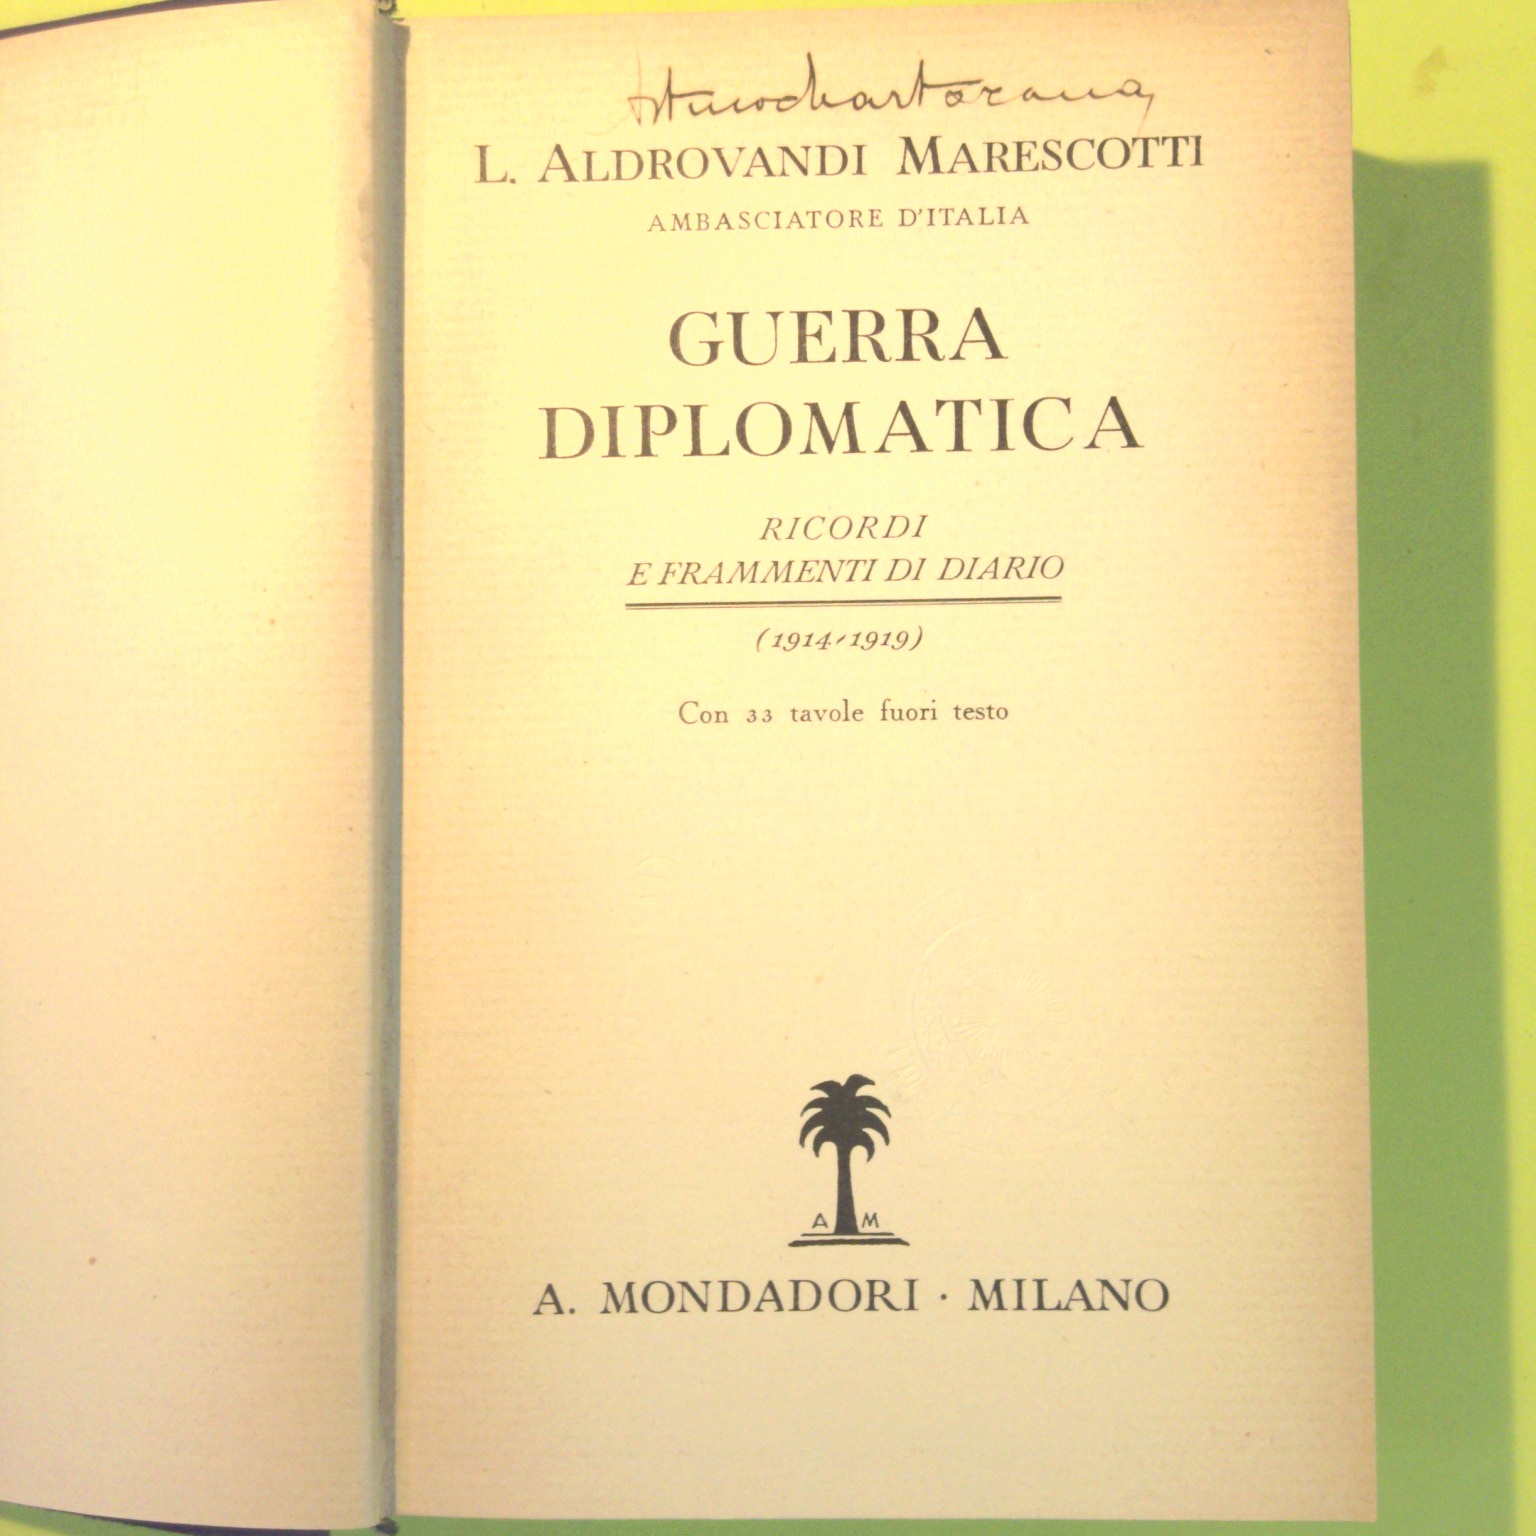 L. ALDROVANDI MARESCOTTI
AMBASCIATORE D'ITALIA
GUERRA
DIPLOMATICA
RICORDI
E FRAMMENTI DI DIARIO
(1914-1919)
Con 33 tavole fuori testo
A M
A. MONDADORI · MILANO